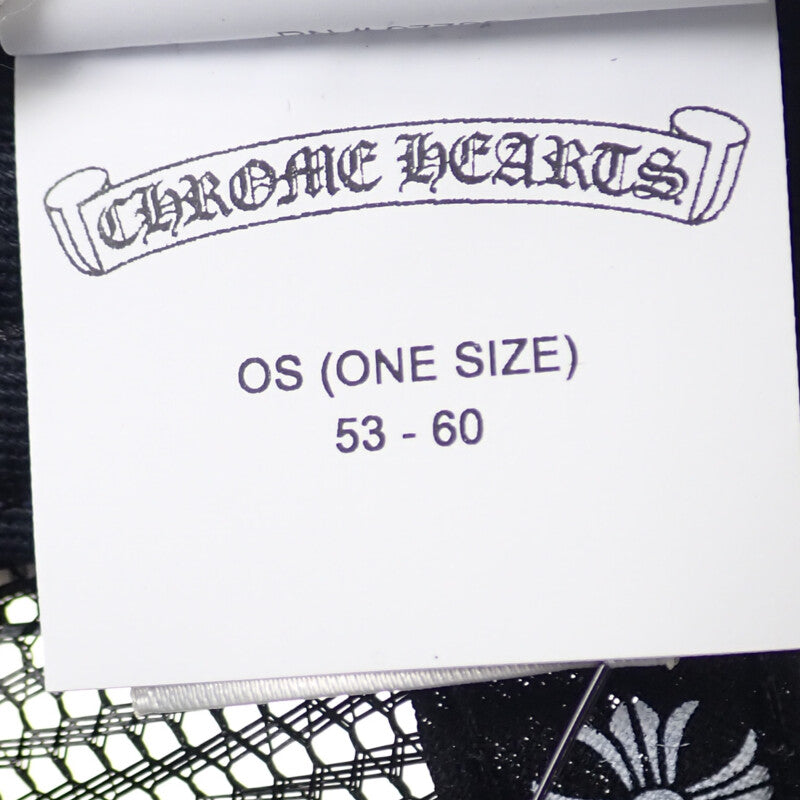 CHROME HEARTS
OS (ONE SIZE)
53 - 60